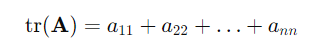 tr(A) = a₁₁ + a₂₂ + … + aₙₙ